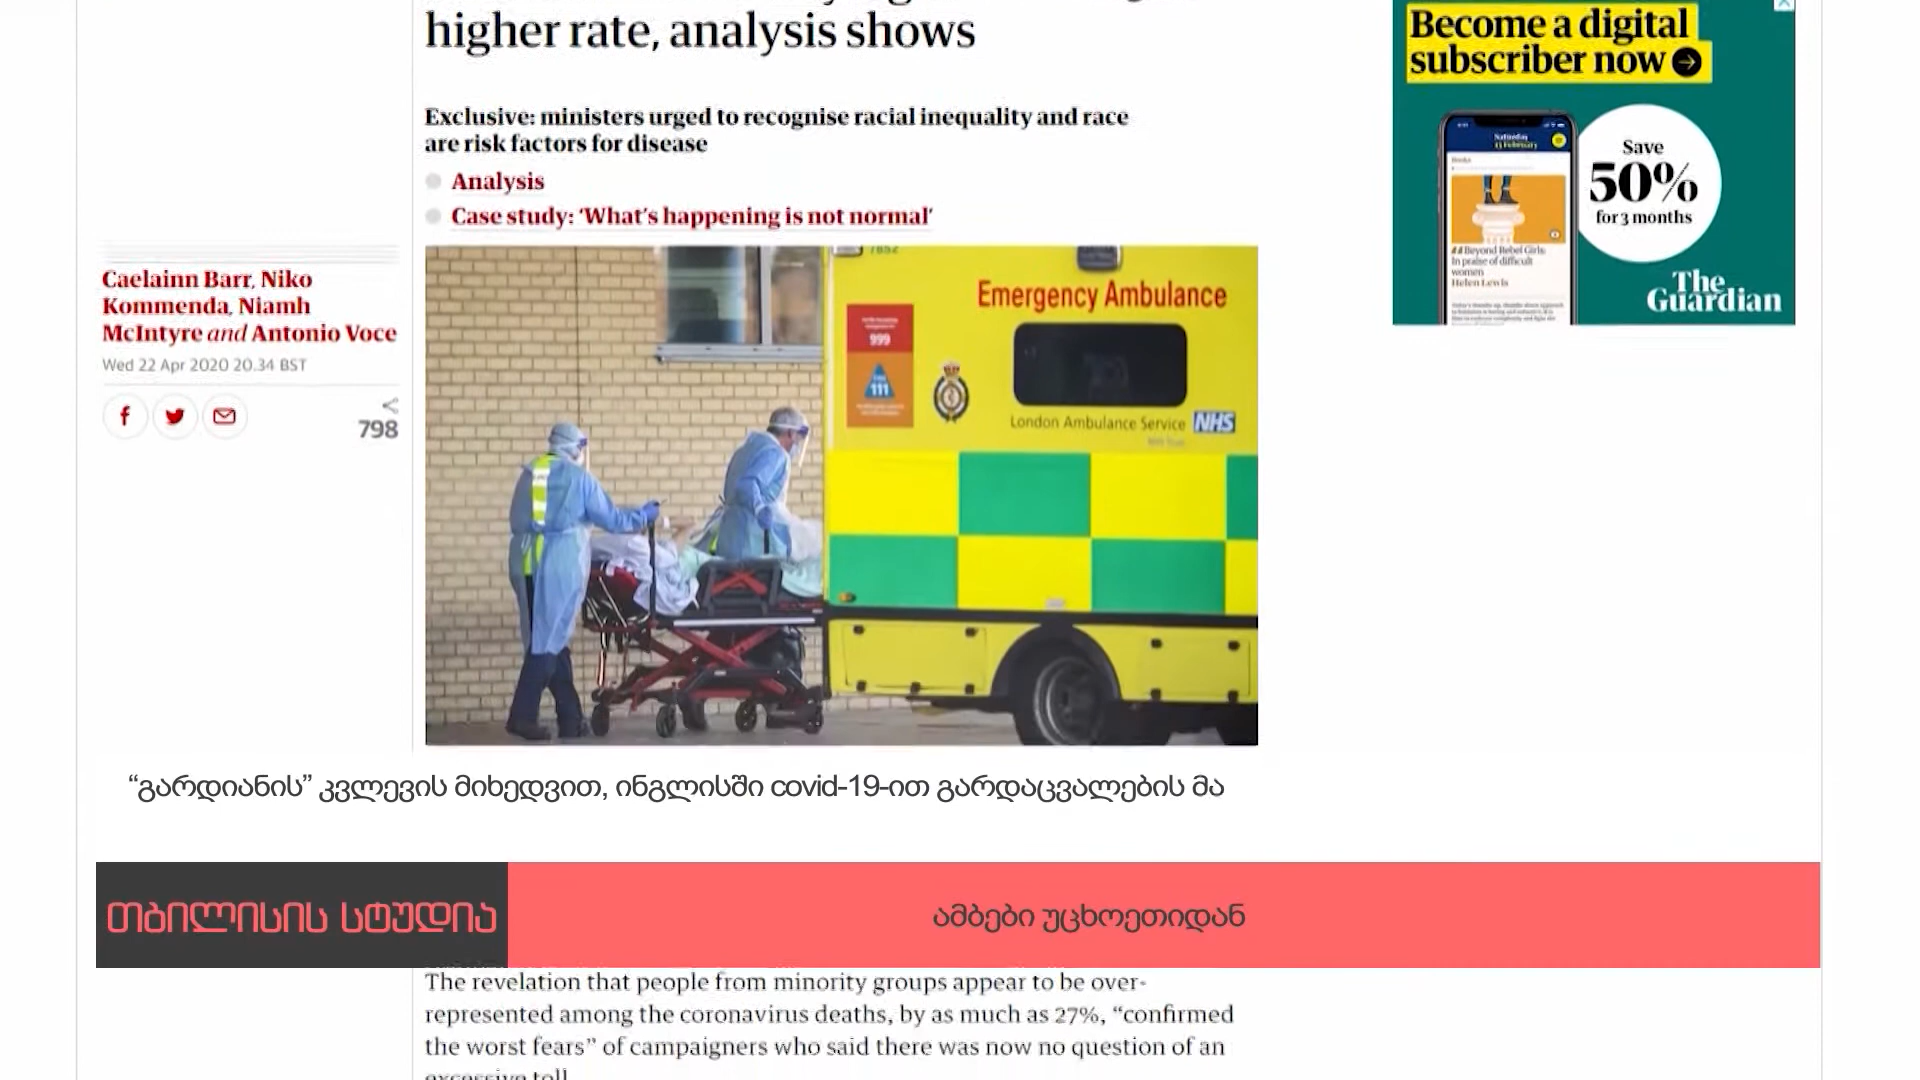 higher rate, analysis shows
Exclusive: ministers urged to recognise racial inequality and race
are risk factors for disease
Analysis
Case study: ‘What’s happening is not normal’
Caelainn Barr, Niko
Kommenda, Niamh
McIntyre and Antonio Voce
Wed 22 Apr 2020 20.34 BST
798
7852
Emergency Ambulance
999
111
London Ambulance Service NHS
Become a digital
subscriber now
Saturday
13 February
Books
Beyond Rebel Girls:
In praise of difficult
women
Helen Lewis
Save
50%
for 3 months
The
Guardian
“გარდიანის” კვლევის მიხედვით, ინგლისში covid-19-ით გარდაცვალების მა
თბილისის სტუდია
ამბები უცხოეთიდან
The revelation that people from minority groups appear to be over-
represented among the coronavirus deaths, by as much as 27%, “confirmed
the worst fears” of campaigners who said there was now no question of an
excessive toll